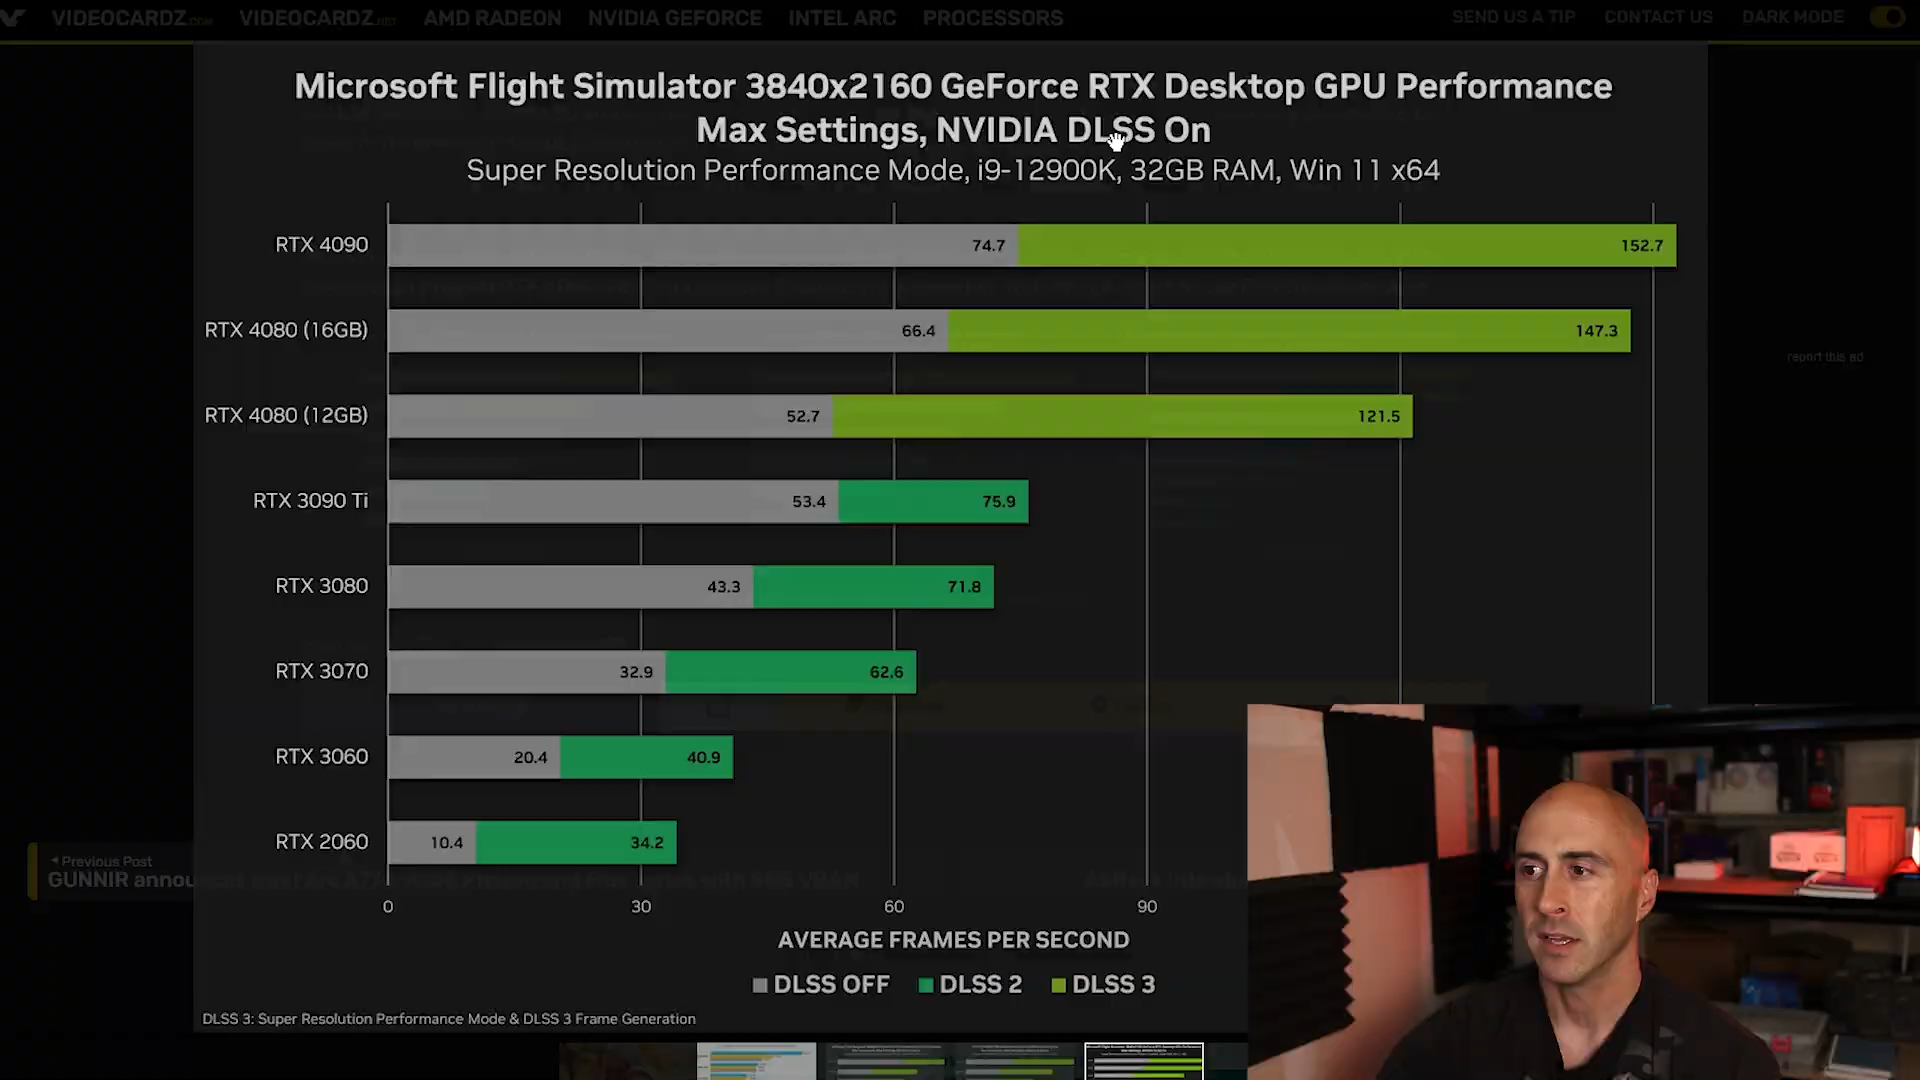 VIDEOCARDZ.COM VIDEOCARDZ.NET AMD RADEON NVIDIA GEFORCE INTEL ARC PROCESSORS SEND US A TIP CONTACT US DARK MODE
Microsoft Flight Simulator 3840x2160 GeForce RTX Desktop GPU Performance
Max Settings, NVIDIA DLSS On
Super Resolution Performance Mode, i9-12900K, 32GB RAM, Win 11 x64
RTX 4090 74.7 152.7
RTX 4080 (16GB) 66.4 147.3
report this ad
RTX 4080 (12GB) 52.7 121.5
RTX 3090 Ti 53.4 75.9
RTX 3080 43.3 71.8
RTX 3070 32.9 62.6
RTX 3060 20.4 40.9
RTX 2060 10.4 34.2
Previous Post
GUNNIR
0 30 60 90
AVERAGE FRAMES PER SECOND
DLSS OFF DLSS 2 DLSS 3
DLSS 3: Super Resolution Performance Mode & DLSS 3 Frame Generation